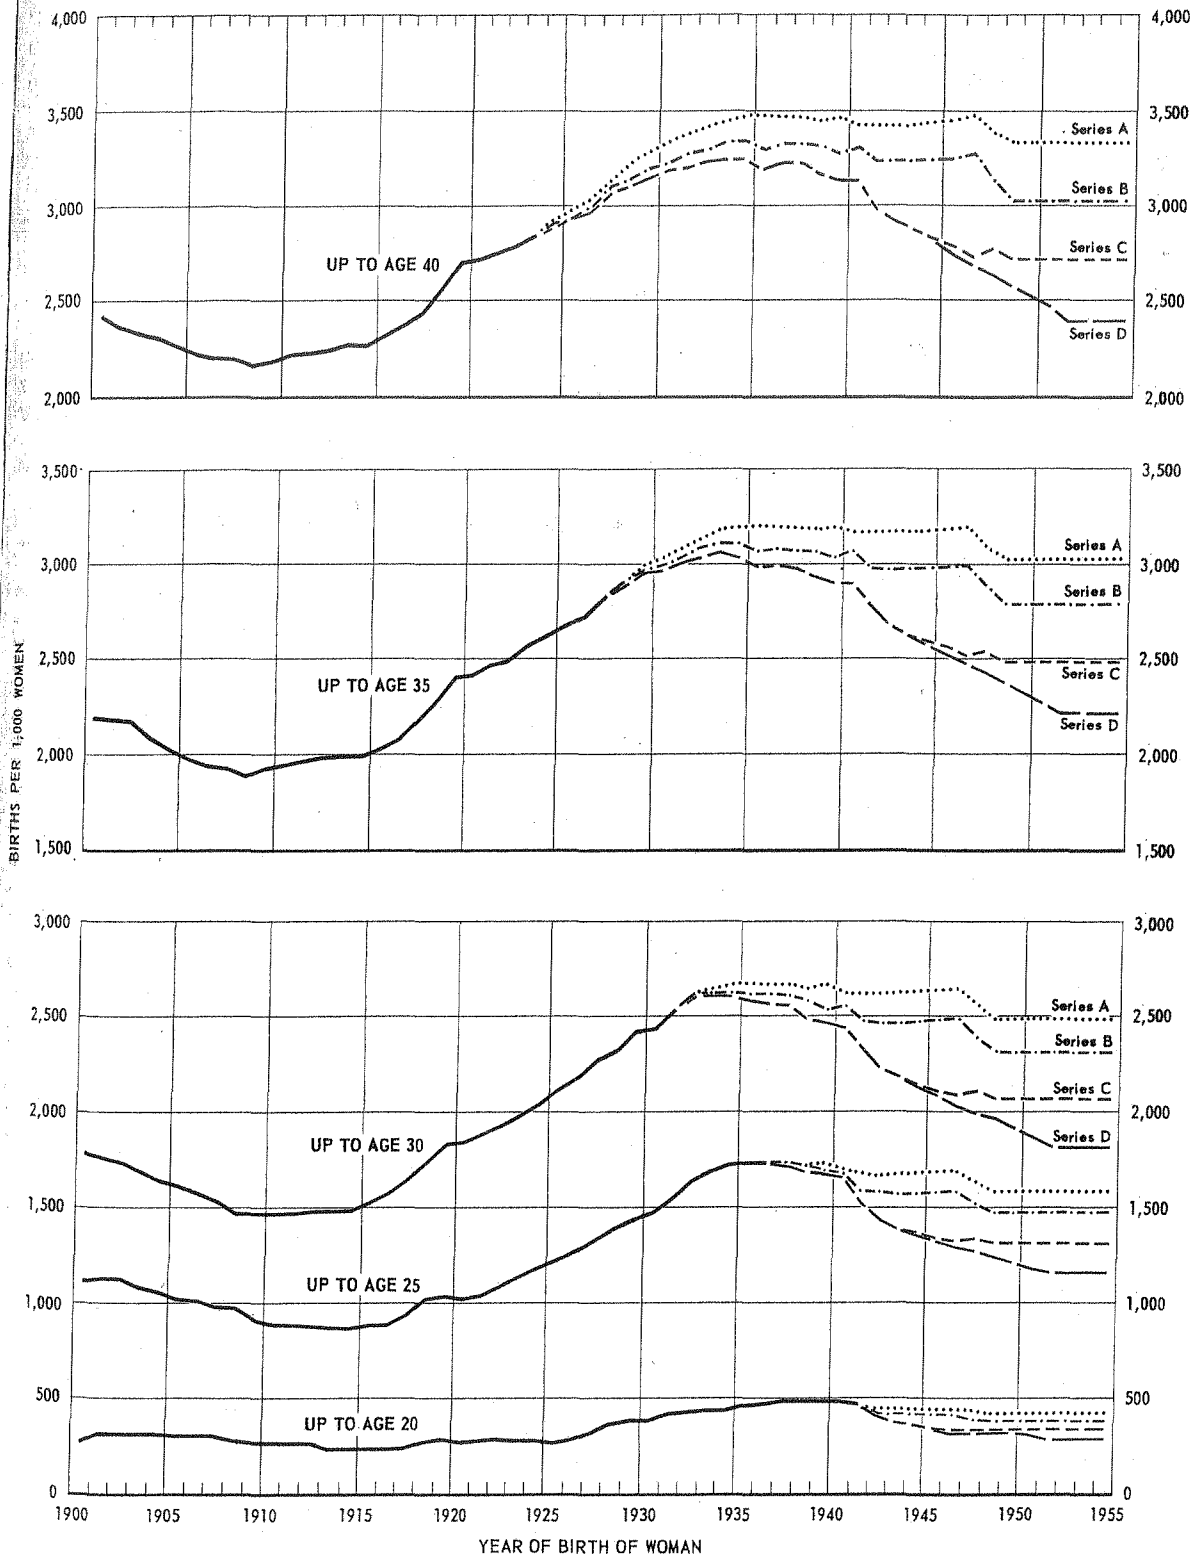 4,000 4,000
3,500 3,500
Series A
Series B
3,000 3,000
UP TO AGE 40
Series C
2,500 2,500
Series D
2,000 2,000
3,500 3,500
Series A
3,000 3,000
Series B
2,500 2,500
Series C
UP TO AGE 35
Series D
2,000 2,000
1,500 1,500
BIRTHS PER 1,000 WOMEN
3,000 3,000
Series A
2,500 2,500
Series B
Series C
2,000 2,000
Series D
UP TO AGE 30
1,500 1,500
UP TO AGE 25
1,000 1,000
500 500
UP TO AGE 20
0 0
1900 1905 1910 1915 1920 1925 1930 1935 1940 1945 1950 1955
YEAR OF BIRTH OF WOMAN